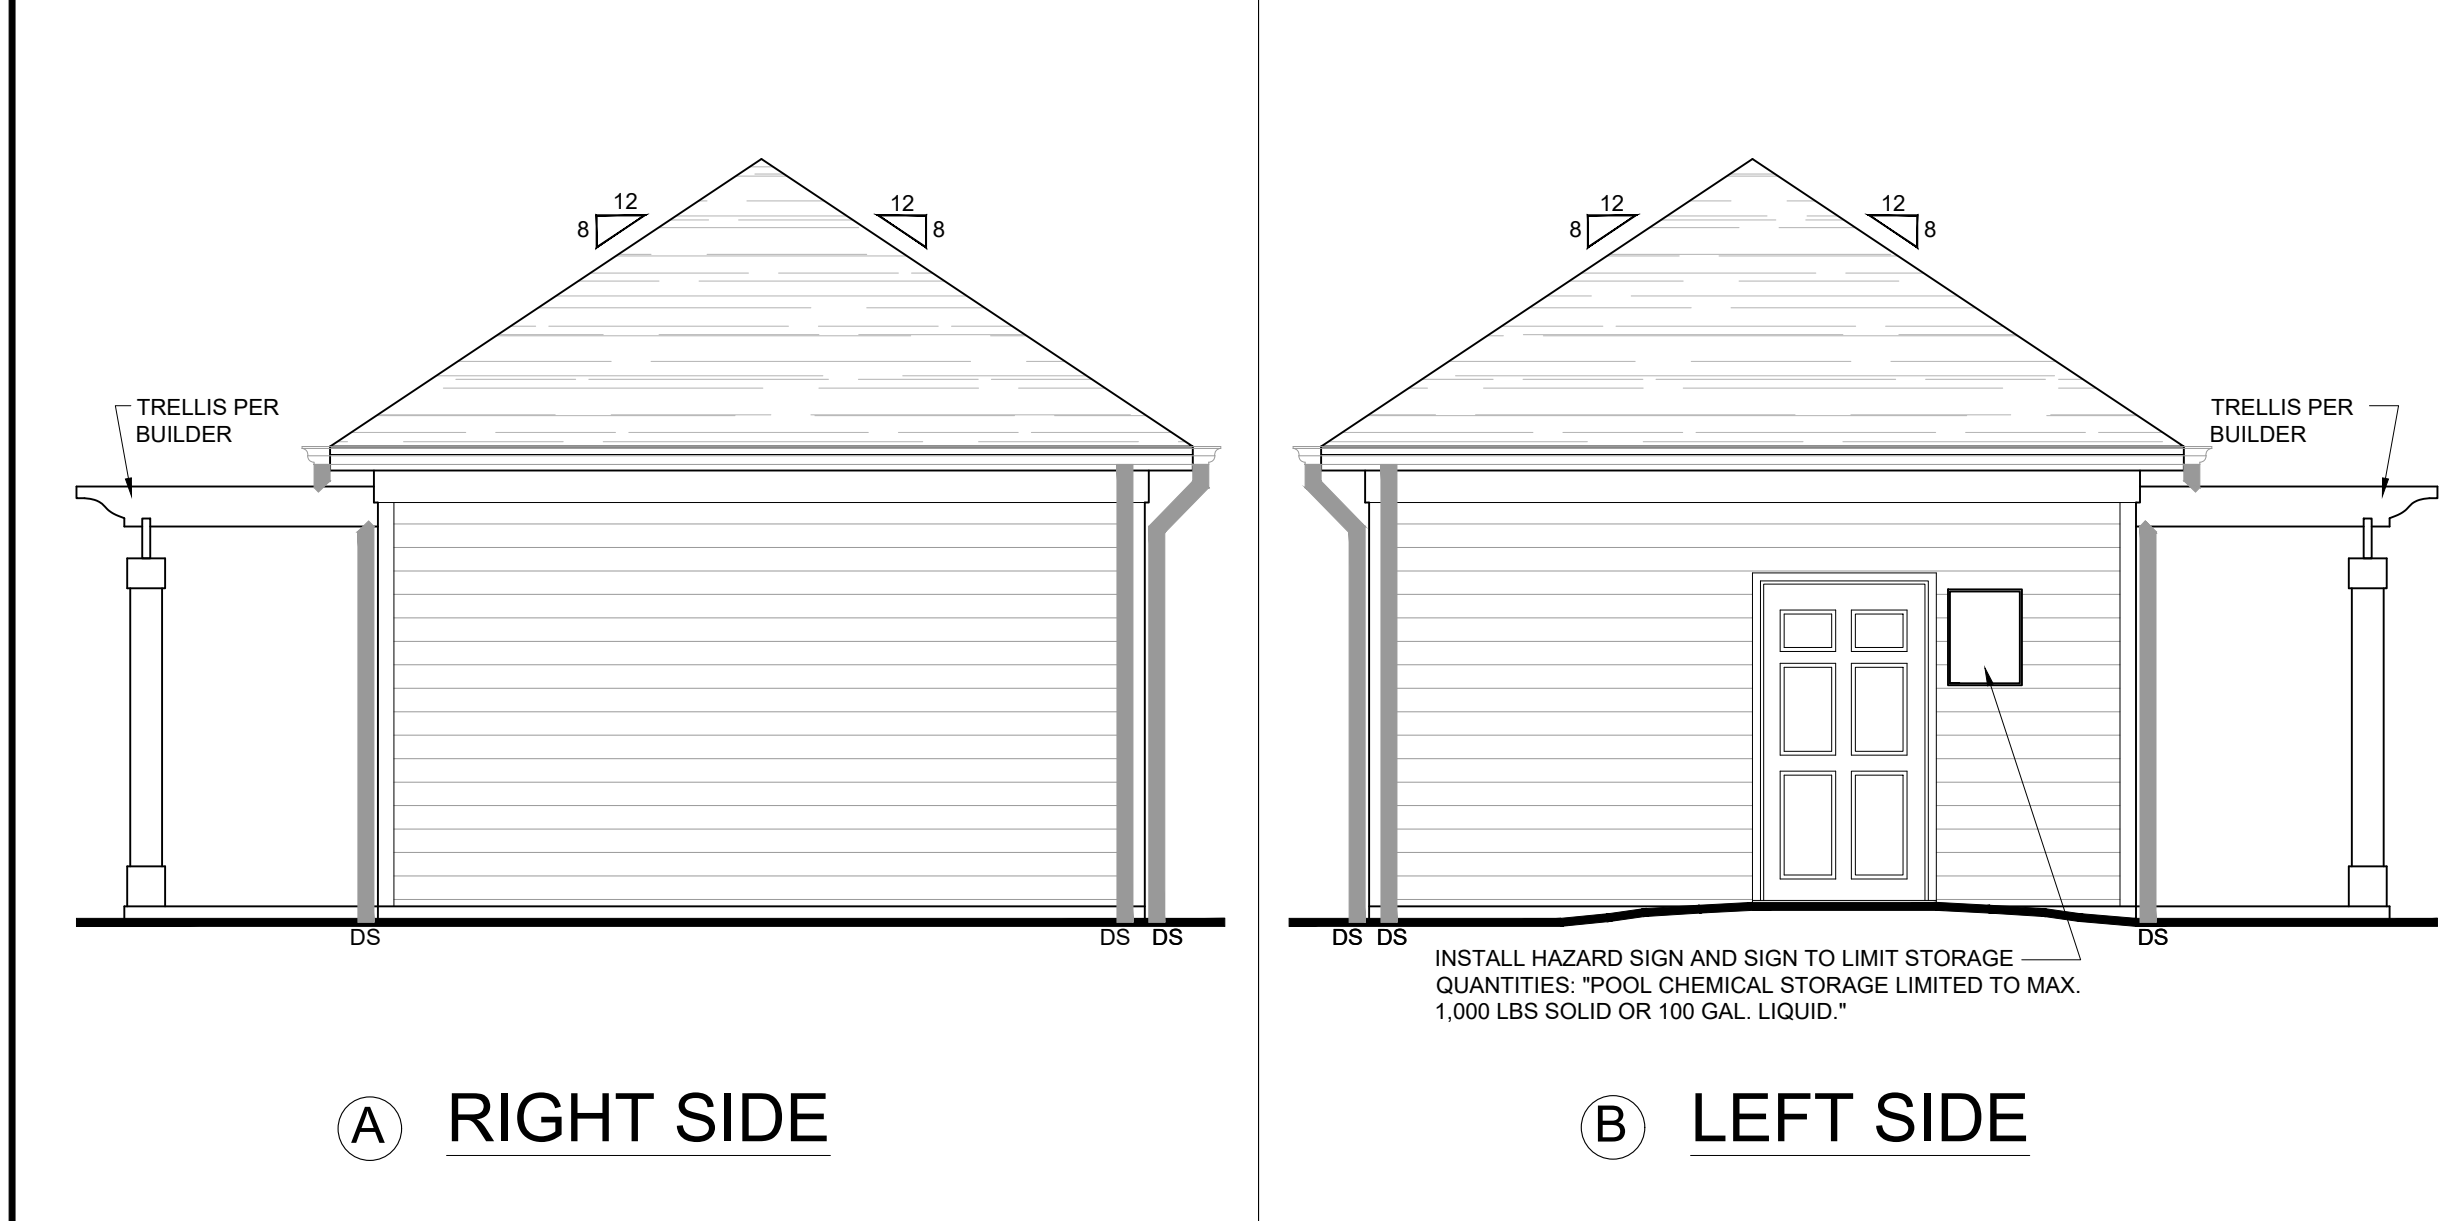 12
8
12
8
TRELLIS PER
BUILDER
DS
DS
DS
A
RIGHT SIDE
12
8
12
8
TRELLIS PER
BUILDER
DS
DS
DS
INSTALL HAZARD SIGN AND SIGN TO LIMIT STORAGE
QUANTITIES: "POOL CHEMICAL STORAGE LIMITED TO MAX.
1,000 LBS SOLID OR 100 GAL. LIQUID."
B
LEFT SIDE